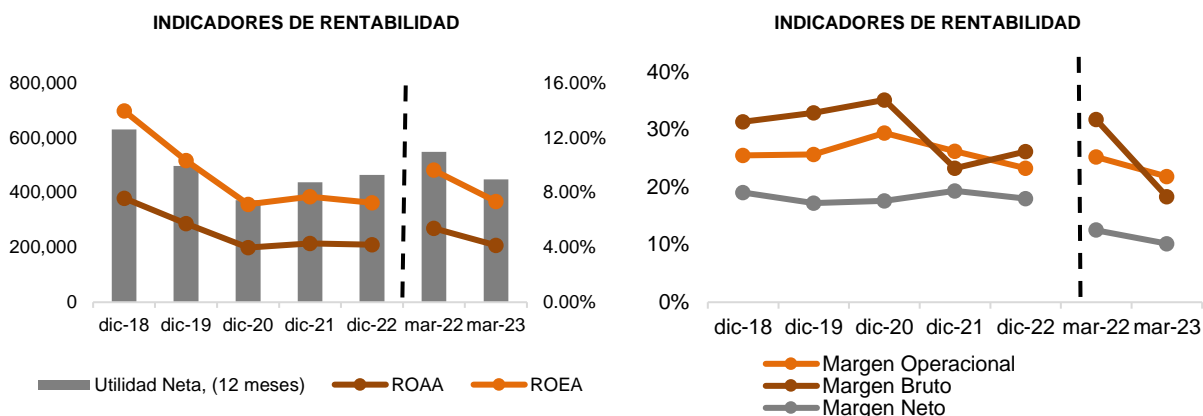 INDICADORES DE RENTABILIDAD
800,000
600,000
400,000
200,000
0
16.00%
12.00%
8.00%
4.00%
0.00%
dic-18 dic-19 dic-20 dic-21 dic-22 mar-22 mar-23
Utilidad Neta, (12 meses) ROAA ROEA
INDICADORES DE RENTABILIDAD
40%
30%
20%
10%
0%
dic-18 dic-19 dic-20 dic-21 dic-22 mar-22 mar-23
Margen Operacional
Margen Bruto
Margen Neto